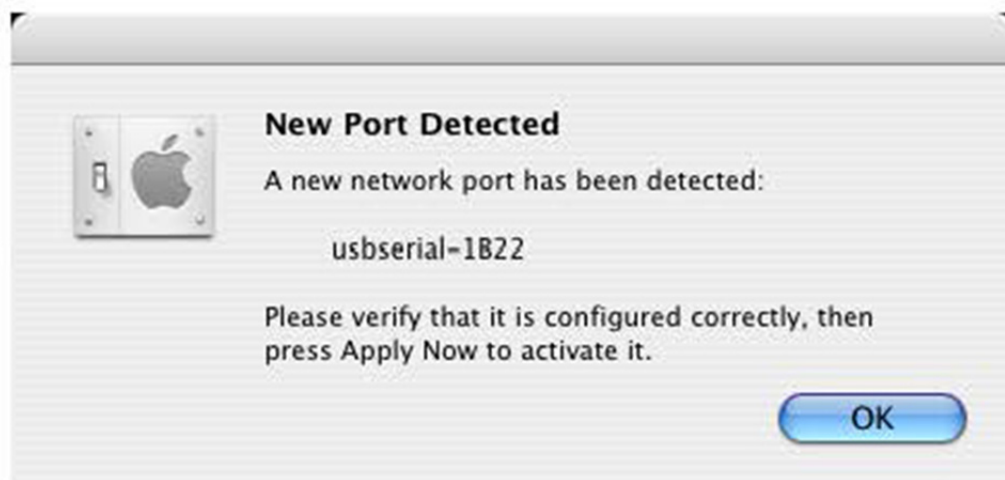 New Port Detected
A new network port has been detected:
usbserial-1B22
Please verify that it is configured correctly, then
press Apply Now to activate it.
OK